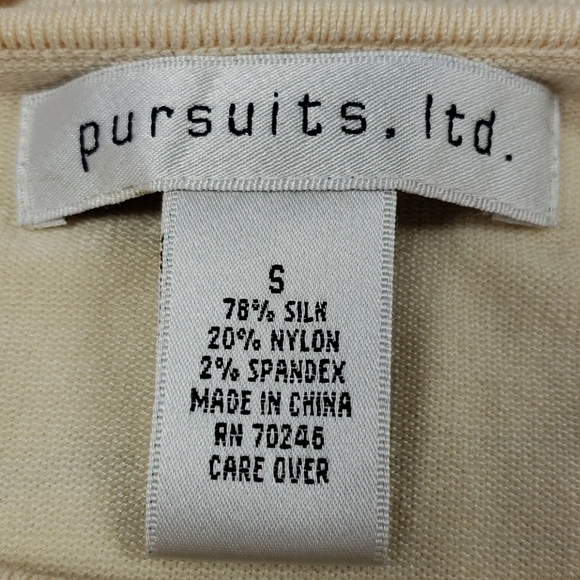 pursuits, ltd.
S
78% SILK
20% NYLON
2% SPANDEX
MADE IN CHINA
RN 70246
CARE OVER